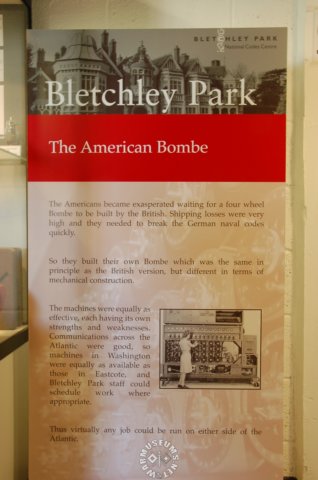 BLETCHLEY PARK
National Codes Centre
Bletchley Park
The American Bombe
The Americans became exasperated waiting for a four wheel
Bombe to be built by the British. Shipping losses were very
high and they needed to break the German naval codes
quickly.
So they built their own Bombe which was the same in
principle as the British version, but different in terms of
mechanical construction.
The machines were equally as
effective, each having its own
strengths and weaknesses.
Communications across the
Atlantic were good, so
machines in Washington
were equally as available as
those in Eastcote, and
Bletchley Park staff could
schedule work where
appropriate.
Thus virtually any job could be run on either side of the
Atlantic.
WARMUSEUMS.NET